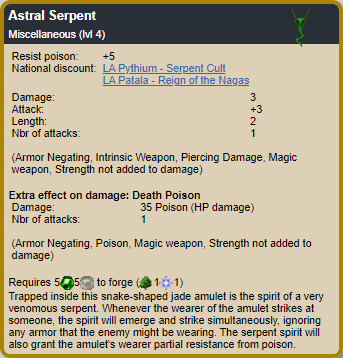 Astral Serpent
Miscellaneous (lvl 4)
Resist poison: +5
National discount: LA Pythium - Serpent Cult
LA Patala - Reign of the Nagas
Damage: 3
Attack: +3
Length: 2
Nbr of attacks: 1
(Armor Negating, Intrinsic Weapon, Piercing Damage, Magic
weapon, Strength not added to damage)
Extra effect on damage: Death Poison
Damage: 35 Poison (HP damage)
Nbr of attacks: 1
(Armor Negating, Poison, Magic weapon, Strength not added to
damage)
Requires 5 5 to forge ( 1 1)
Trapped inside this snake-shaped jade amulet is the spirit of a very
venomous serpent. Whenever the wearer of the amulet strikes at
someone, the spirit will emerge and strike simultaneously, ignoring
any armor that the enemy might be wearing. The serpent spirit will
also grant the amulet's wearer partial resistance from poison.